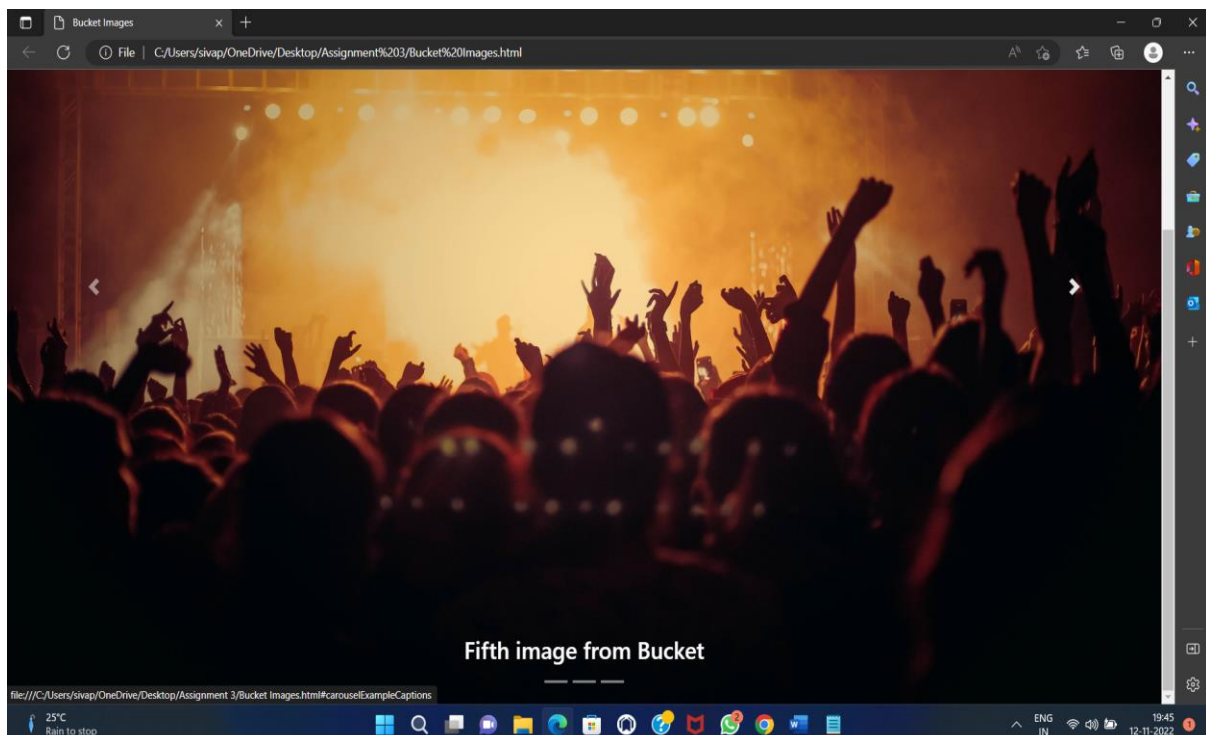 Bucket Images
File | C:/Users/sivap/OneDrive/Desktop/Assignment%203/Bucket%20Images.html
Fifth image from Bucket
file:///C:/Users/sivap/OneDrive/Desktop/Assignment 3/Bucket Images.html#carouselExampleCaptions
25°C
Rain to stop
2
W
ENG
IN
19:45
12-11-2022
1